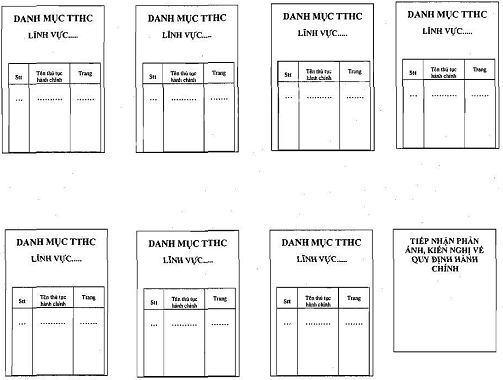 DANH MỤC TTHC
LĨNH VỰC.....
Stt Tên thủ tục hành chính Trang
... .......... .......
DANH MỤC TTHC
LĨNH VỰC.....
Stt Tên thủ tục hành chính Trang
... .......... .......
DANH MỤC TTHC
LĨNH VỰC.....
Stt Tên thủ tục hành chính Trang
... .......... .......
DANH MỤC TTHC
LĨNH VỰC.....
Stt Tên thủ tục hành chính Trang
... .......... .......
DANH MỤC TTHC
LĨNH VỰC.....
Stt Tên thủ tục hành chính Trang
... .......... .......
DANH MỤC TTHC
LĨNH VỰC.....
Stt Tên thủ tục hành chính Trang
... .......... .......
DANH MỤC TTHC
LĨNH VỰC.....
Stt Tên thủ tục hành chính Trang
... .......... .......
TIẾP NHẬN PHẢN
ÁNH, KIẾN NGHỊ VỀ
QUY ĐỊNH HÀNH
CHÍNH